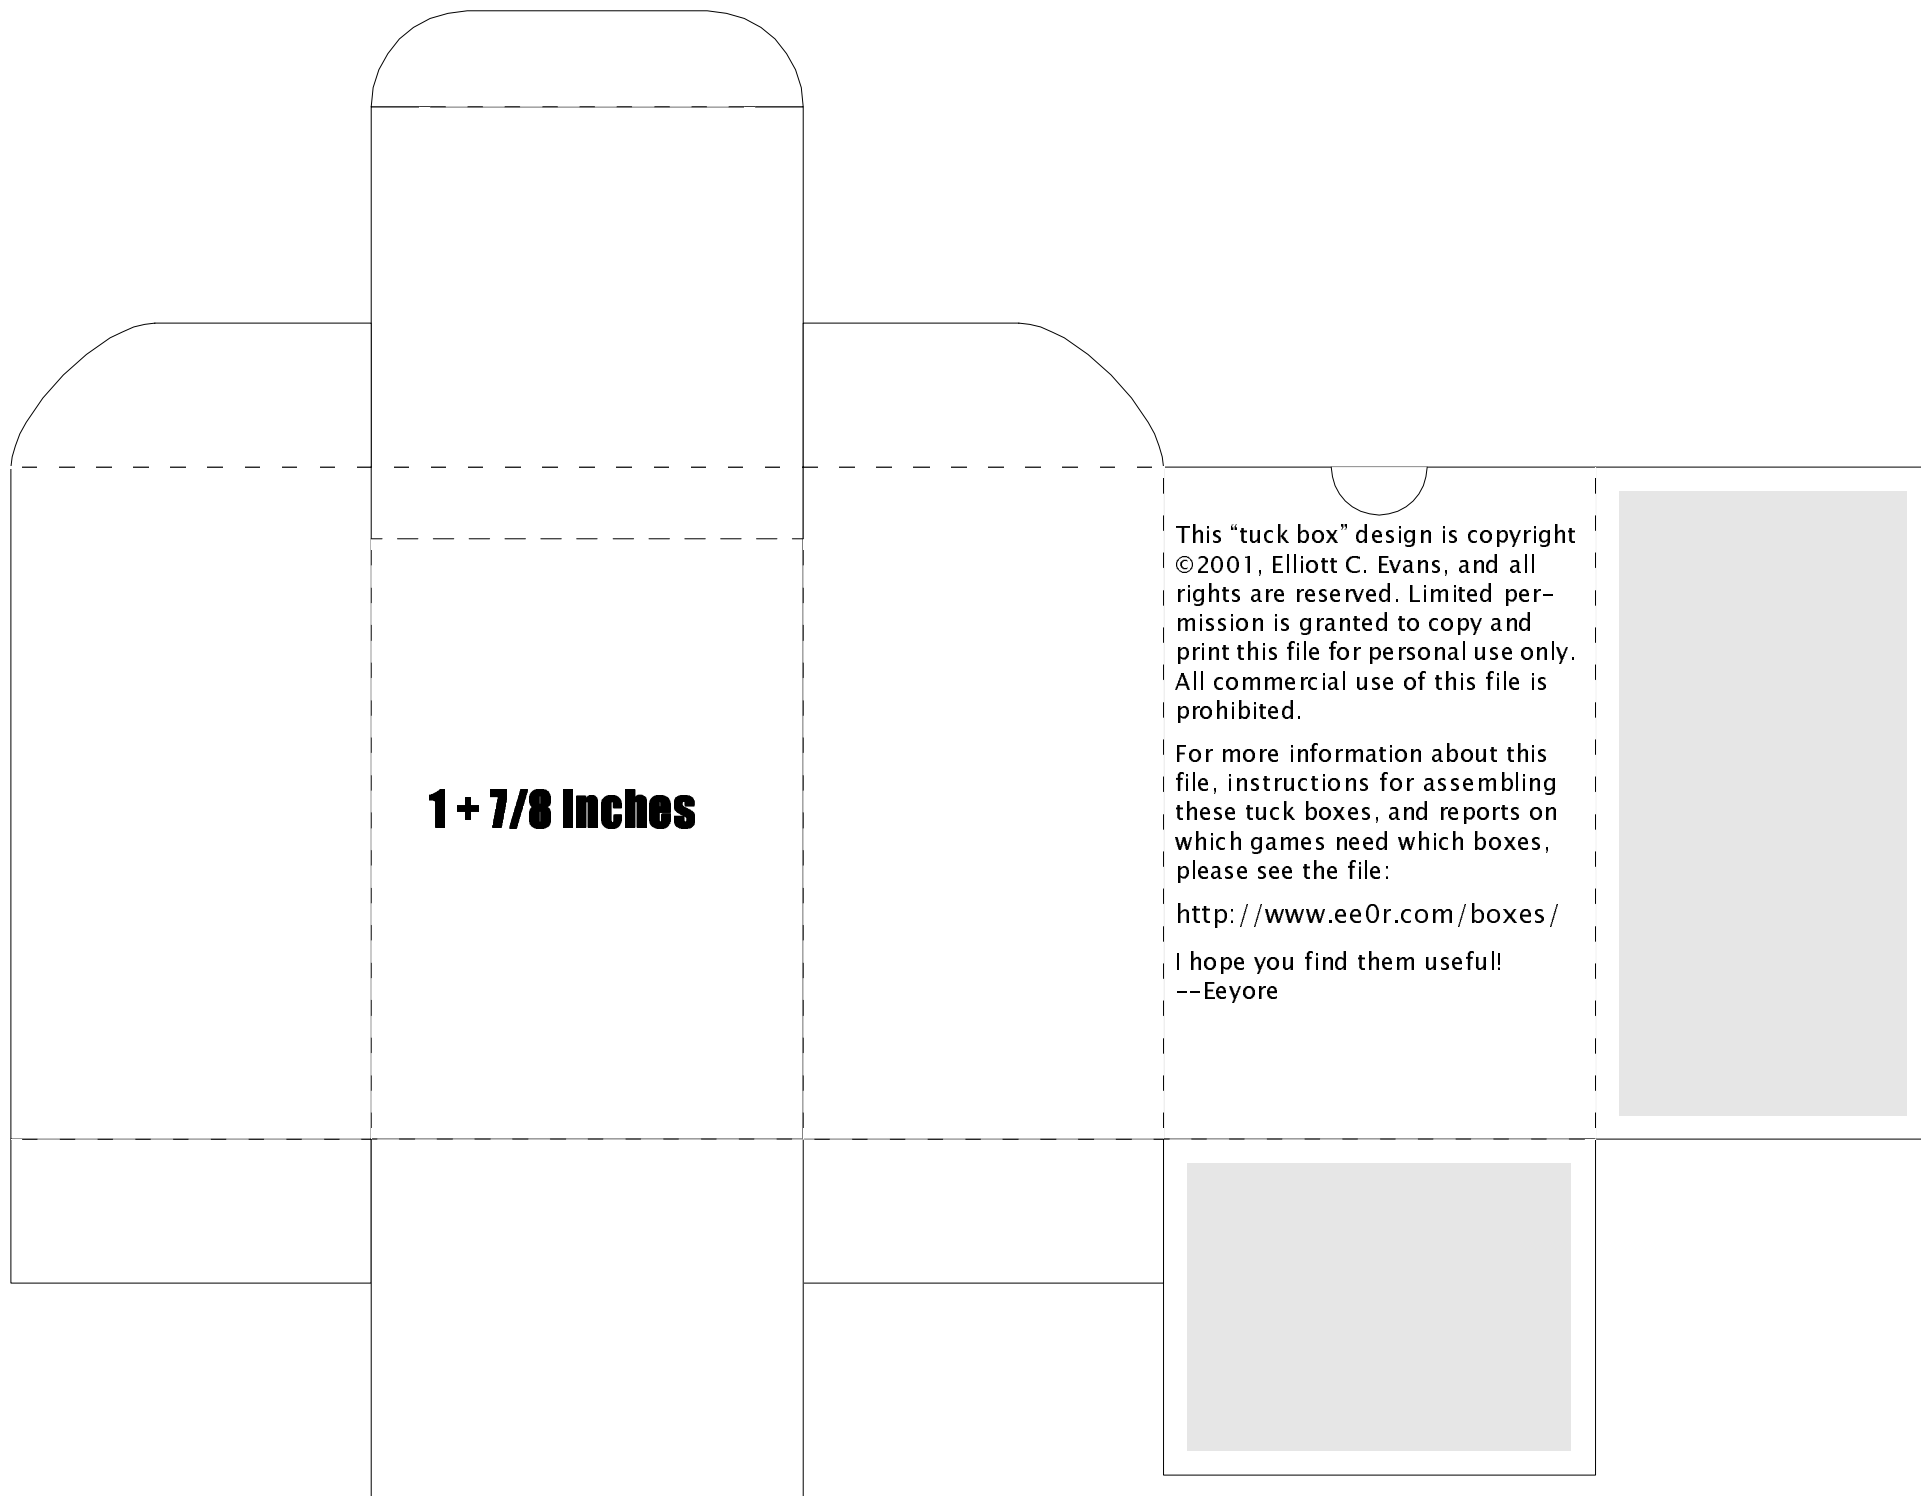 This “tuck box” design is copyright
©2001, Elliott C. Evans, and all
rights are reserved. Limited per-
mission is granted to copy and
print this file for personal use only.
All commercial use of this file is
prohibited.
For more information about this
file, instructions for assembling
these tuck boxes, and reports on
which games need which boxes,
please see the file:
http://www.ee0r.com/boxes/
I hope you find them useful!
--Eeyore
1 + 7/8 Inches